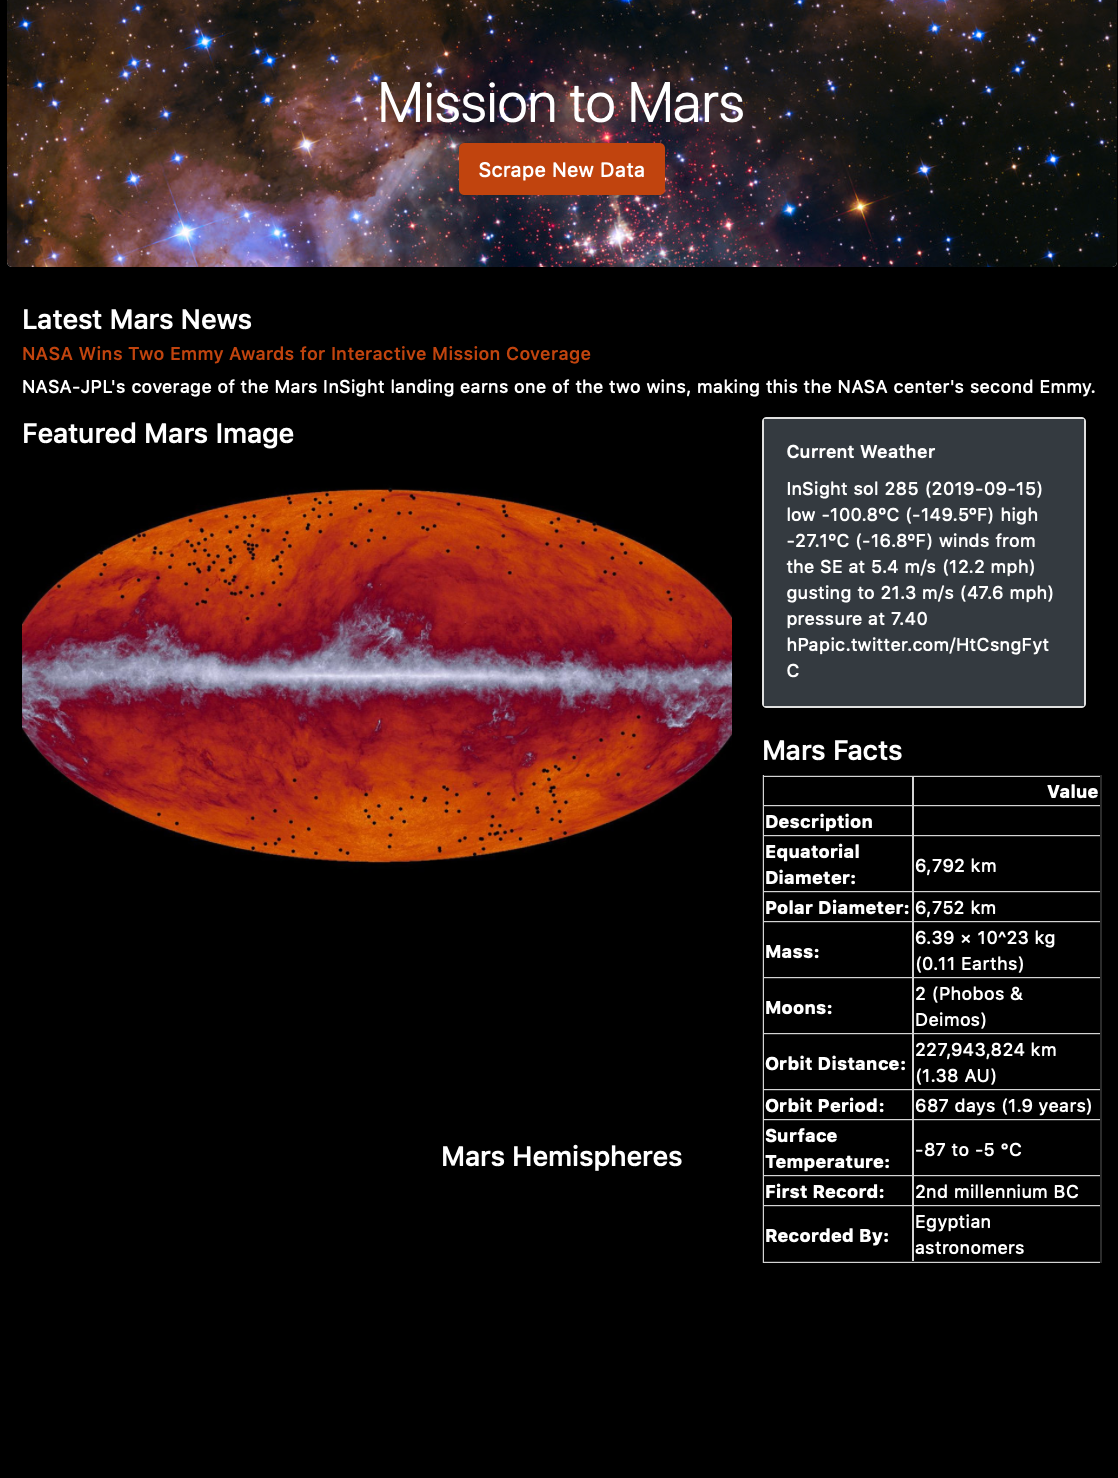 Mission to Mars
Scrape New Data
Latest Mars News
NASA Wins Two Emmy Awards for Interactive Mission Coverage
NASA-JPL's coverage of the Mars InSight landing earns one of the two wins, making this the NASA center's second Emmy.
Featured Mars Image
Current Weather
InSight sol 285 (2019-09-15)
low -100.8ºC (-149.5ºF) high
-27.1ºC (-16.8ºF) winds from
the SE at 5.4 m/s (12.2 mph)
gusting to 21.3 m/s (47.6 mph)
pressure at 7.40
hPapic.twitter.com/HtCsngFyt
C
Mars Facts
Value
Description
Equatorial
Diameter:
6,792 km
Polar Diameter: 6,752 km
Mass:
6.39 × 10^23 kg
(0.11 Earths)
Moons:
2 (Phobos &
Deimos)
Orbit Distance:
227,943,824 km
(1.38 AU)
Orbit Period: 687 days (1.9 years)
Surface
Temperature:
-87 to -5 °C
First Record: 2nd millennium BC
Recorded By:
Egyptian
astronomers
Mars Hemispheres